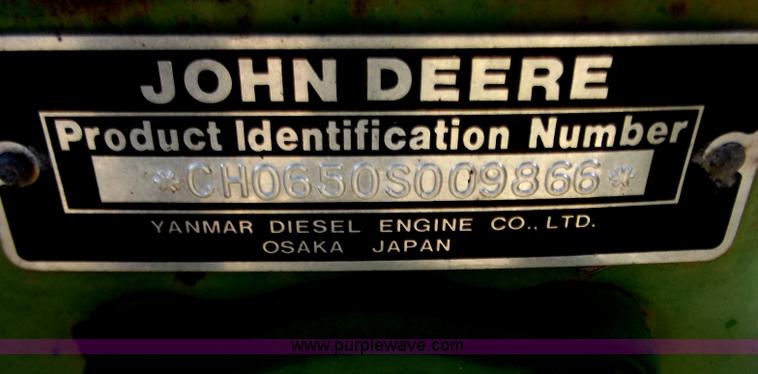 JOHN DEERE
Product Identification Number
*CH0650S009866*
YANMAR DIESEL ENGINE CO., LTD.
OSAKA JAPAN
www.purplewave.com